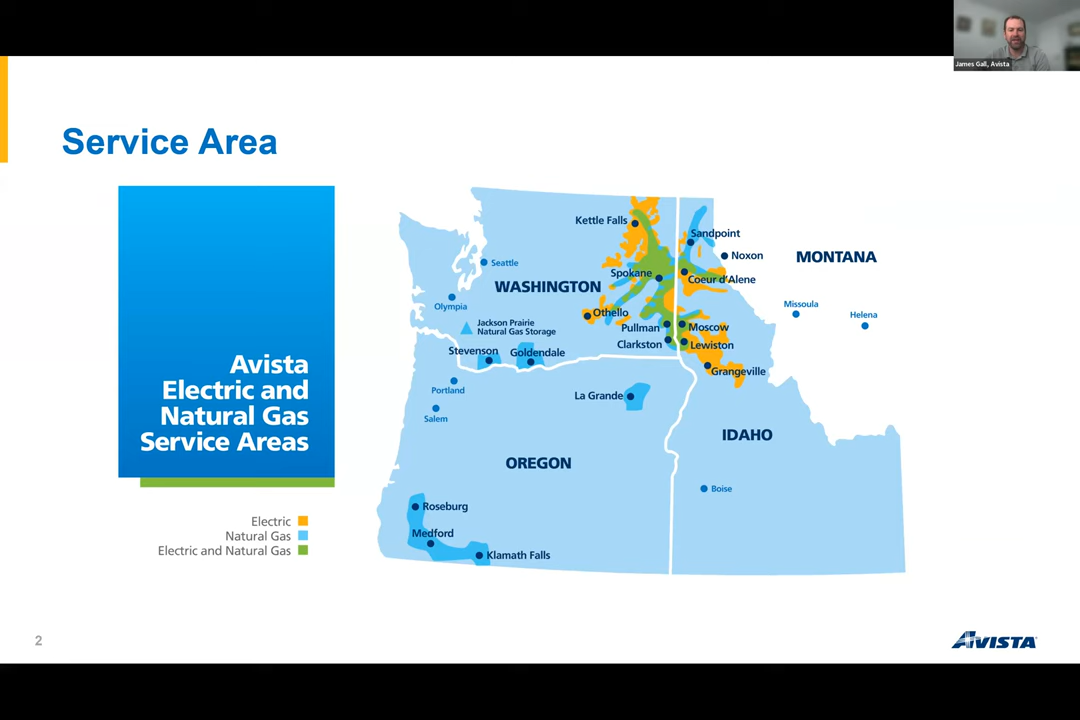 James Gall, Avista
Service Area
Avista
Electric and
Natural Gas
Service Areas
Electric
Natural Gas
Electric and Natural Gas
Kettle Falls
Sandpoint
Noxon
MONTANA
Seattle
Spokane
Coeur d'Alene
WASHINGTON
Olympia
Othello
Missoula
Helena
Jackson Prairie
Natural Gas Storage
Pullman
Moscow
Clarkston
Lewiston
Stevenson
Goldendale
Grangeville
Portland
La Grande
Salem
IDAHO
OREGON
Boise
Roseburg
Medford
Klamath Falls
2
AVISTA